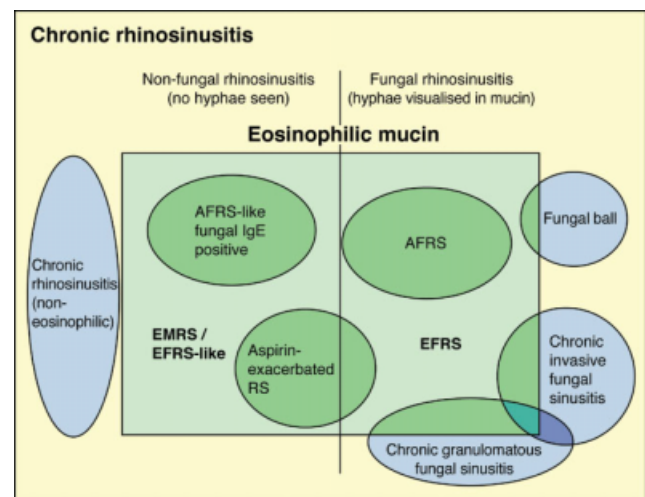 Chronic rhinosinusitis
Non-fungal rhinosinusitis
(no hyphae seen)
Fungal rhinosinusitis
(hyphae visualised in mucin)
Eosinophilic mucin
AFRS-like
fungal IgE
positive
AFRS
Fungal ball
Chronic
rhinosinusitis
(non-
eosinophilic)
EMRS /
EFRS-like
Aspirin-
exacerbated
RS
EFRS
Chronic
invasive
fungal
sinusitis
Chronic granulomatous
fungal sinusitis